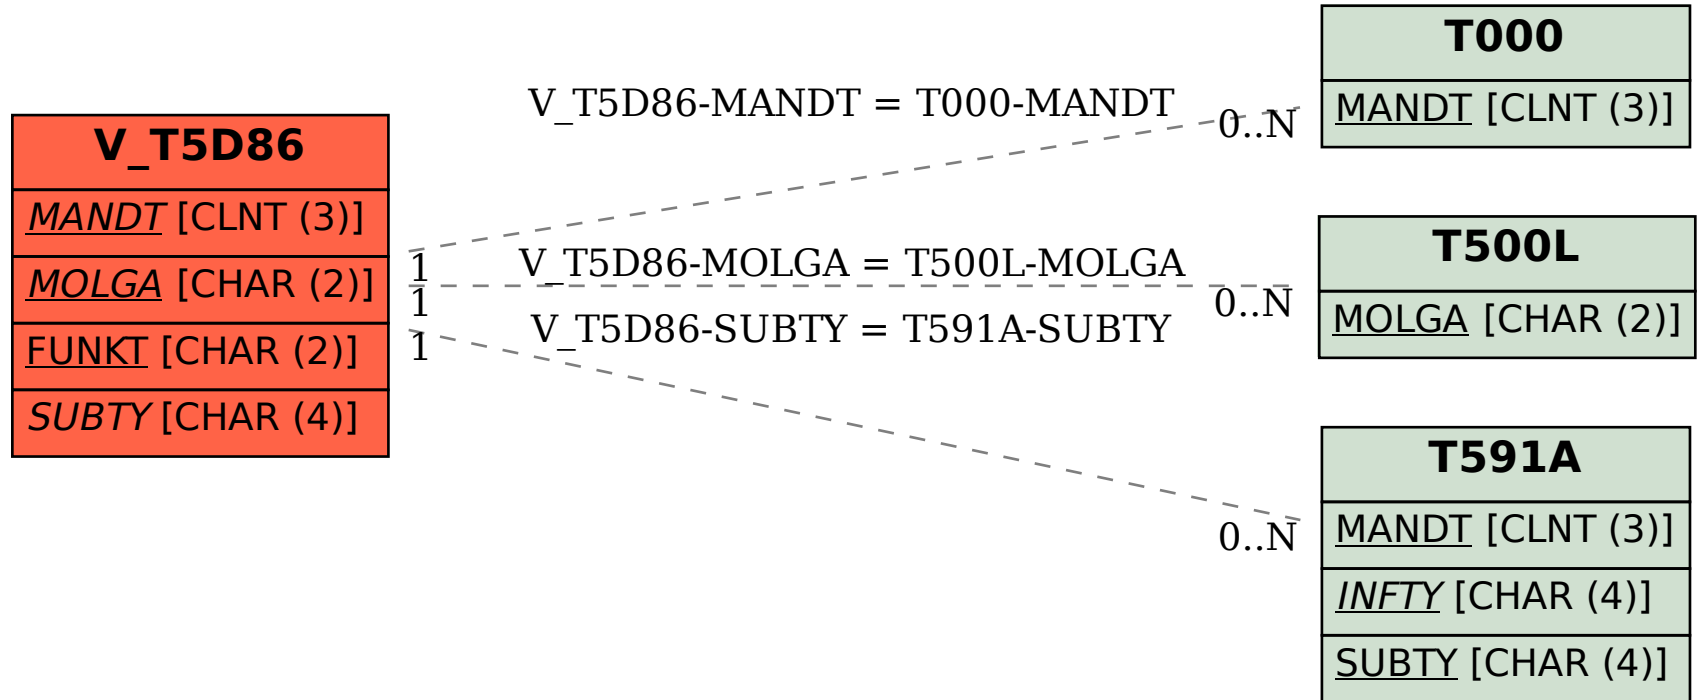 V_T5D86
MANDT [CLNT (3)]
MOLGA [CHAR (2)]
FUNKT [CHAR (2)]
SUBTY [CHAR (4)]
V_T5D86-MANDT = T000-MANDT
0..N
1
V_T5D86-MOLGA = T500L-MOLGA
0..N
1
V_T5D86-SUBTY = T591A-SUBTY
1
0..N
T000
MANDT [CLNT (3)]
T500L
MOLGA [CHAR (2)]
T591A
MANDT [CLNT (3)]
INFTY [CHAR (4)]
SUBTY [CHAR (4)]